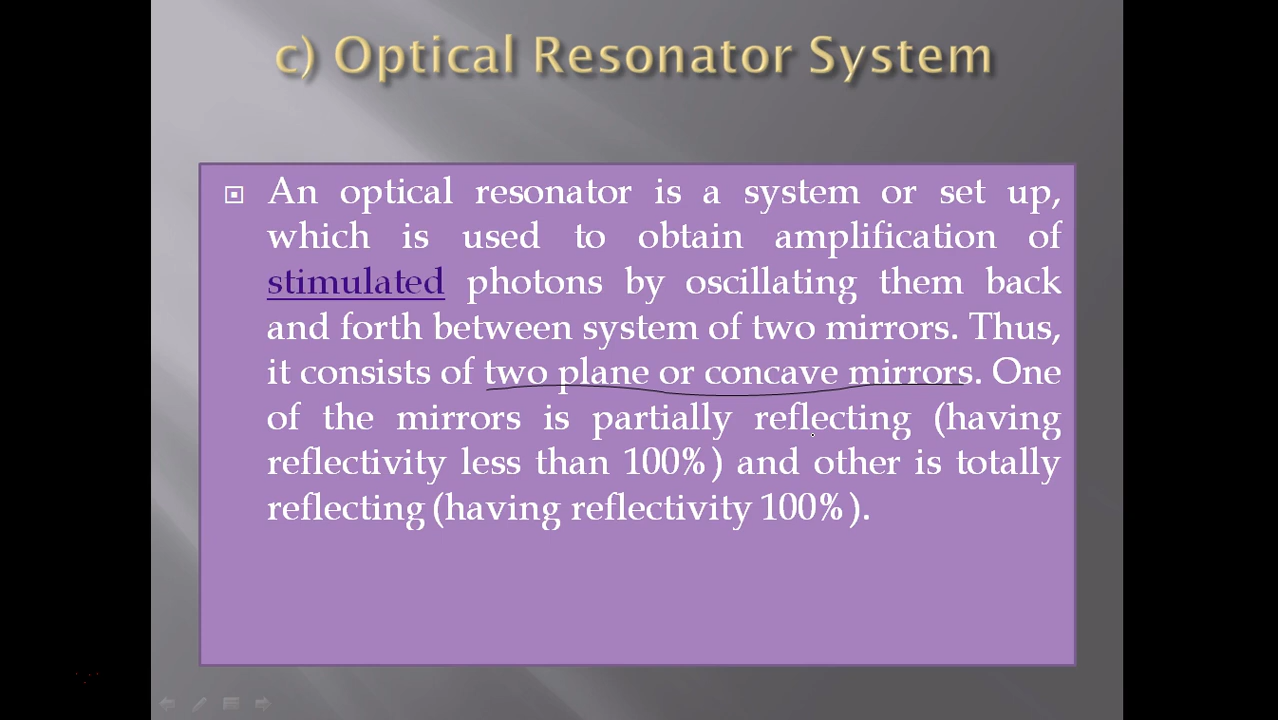 c) Optical Resonator System
An optical resonator is a system or set up,
which is used to obtain amplification of
stimulated photons by oscillating them back
and forth between system of two mirrors. Thus,
it consists of two plane or concave mirrors. One
of the mirrors is partially reflecting (having
reflectivity less than 100%) and other is totally
reflecting (having reflectivity 100%).